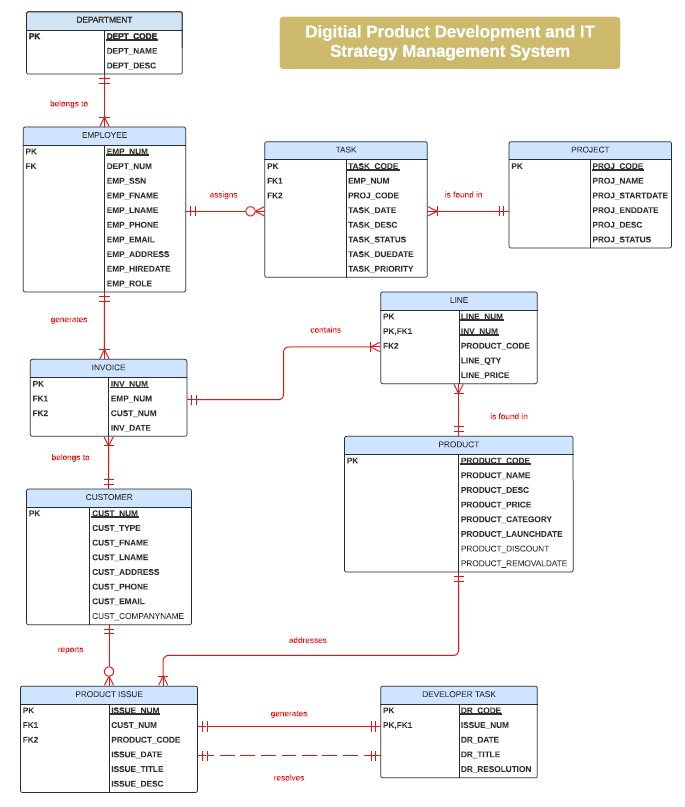 Digitial Product Development and IT
Strategy Management System
DEPARTMENT
PK DEPT_CODE
DEPT_NAME
DEPT_DESC
belongs to
EMPLOYEE
PK EMP_NUM
FK DEPT_NUM
EMP_SSN
EMP_FNAME
EMP_LNAME
EMP_PHONE
EMP_EMAIL
EMP_ADDRESS
EMP_HIREDATE
EMP_ROLE
assigns
TASK
PK TASK_CODE
FK1 EMP_NUM
FK2 PROJ_CODE
TASK_DATE
TASK_DESC
TASK_STATUS
TASK_DUEDATE
TASK_PRIORITY
is found in
PROJECT
PK PROJ_CODE
PROJ_NAME
PROJ_STARTDATE
PROJ_ENDDATE
PROJ_DESC
PROJ_STATUS
generates
INVOICE
PK INV_NUM
FK1 EMP_NUM
FK2 CUST_NUM
INV_DATE
contains
LINE
PK LINE_NUM
PK,FK1 INV_NUM
FK2 PRODUCT_CODE
LINE_QTY
LINE_PRICE
is found in
PRODUCT
PK PRODUCT_CODE
PRODUCT_NAME
PRODUCT_DESC
PRODUCT_PRICE
PRODUCT_CATEGORY
PRODUCT_LAUNCHDATE
PRODUCT_DISCOUNT
PRODUCT_REMOVALDATE
belongs to
CUSTOMER
PK CUST_NUM
CUST_TYPE
CUST_FNAME
CUST_LNAME
CUST_ADDRESS
CUST_PHONE
CUST_EMAIL
CUST_COMPANYNAME
reports
addresses
PRODUCT ISSUE
PK ISSUE_NUM
FK1 CUST_NUM
FK2 PRODUCT_CODE
ISSUE_DATE
ISSUE_TITLE
ISSUE_DESC
generates
resolves
DEVELOPER TASK
PK DR_CODE
PK,FK1 ISSUE_NUM
DR_DATE
DR_TITLE
DR_RESOLUTION